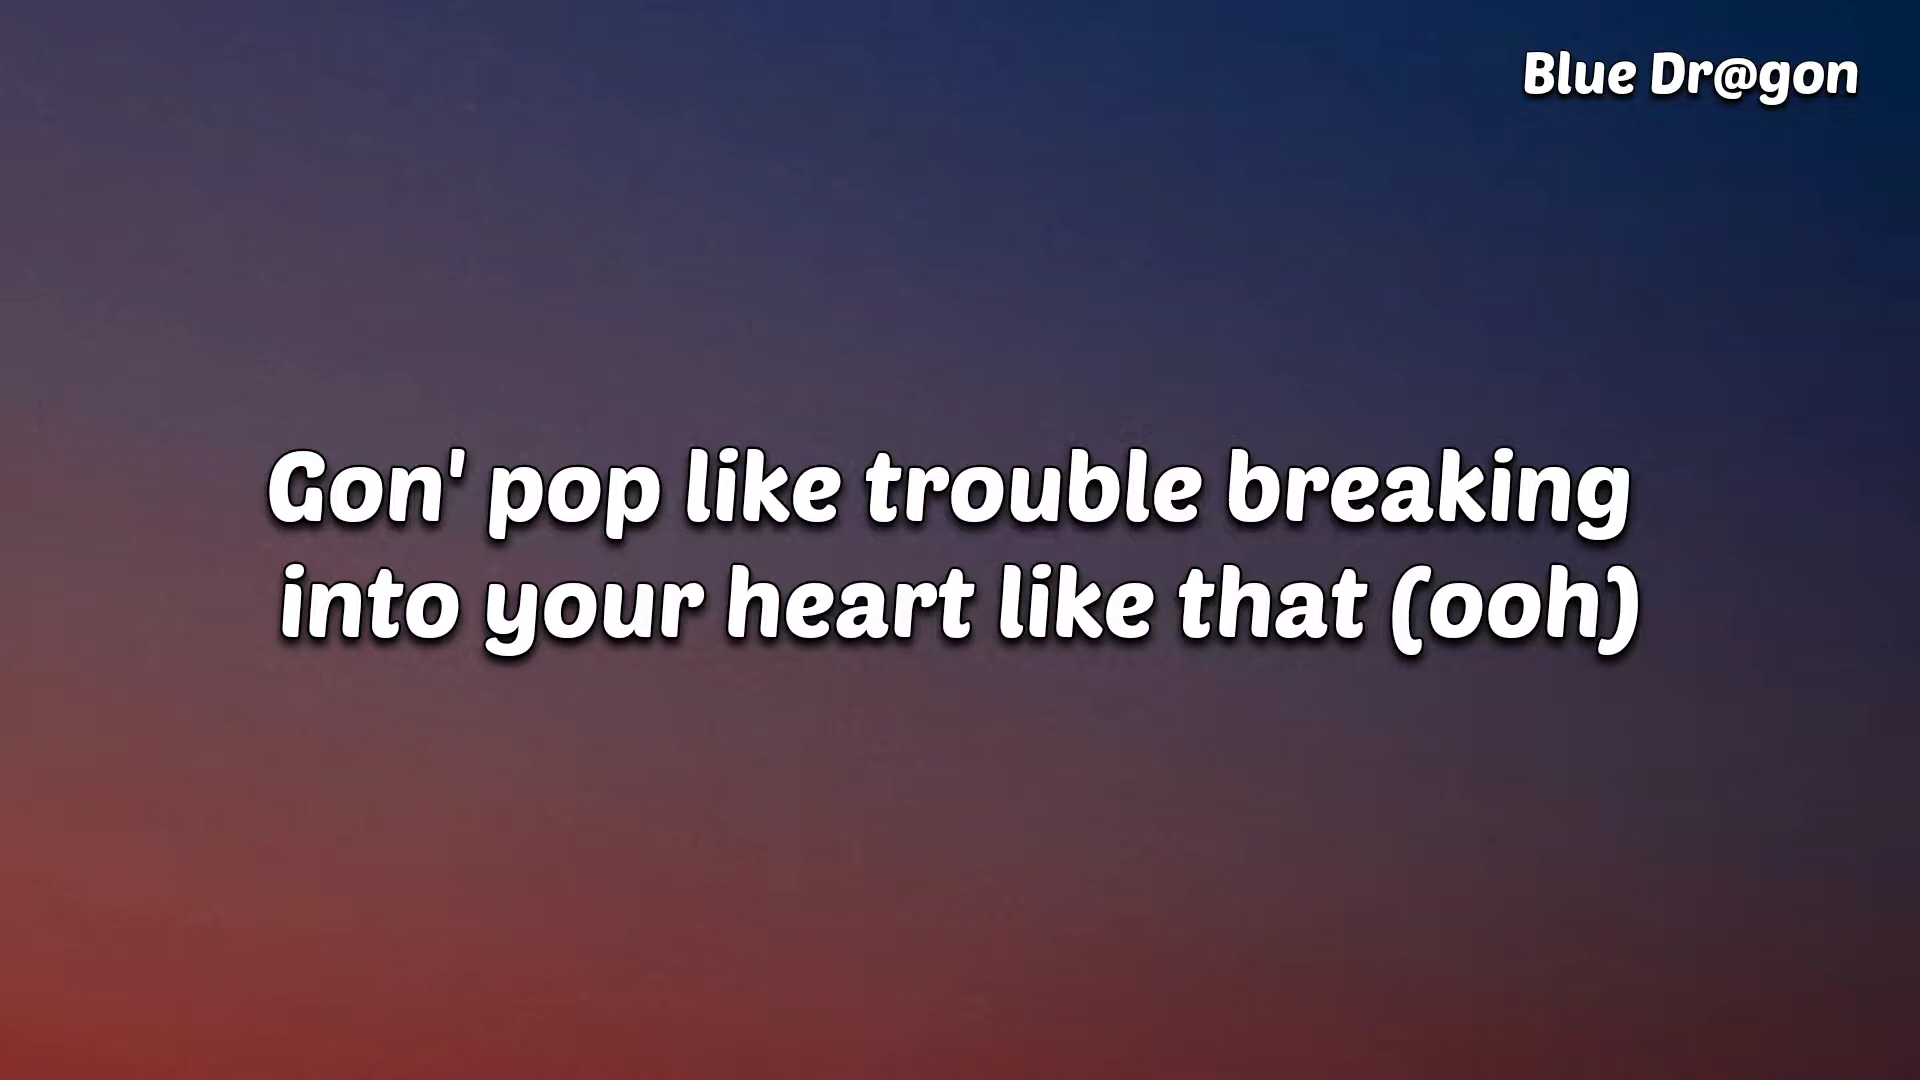 Blue Dr@gon
Gon' pop like trouble breaking
into your heart like that (ooh)